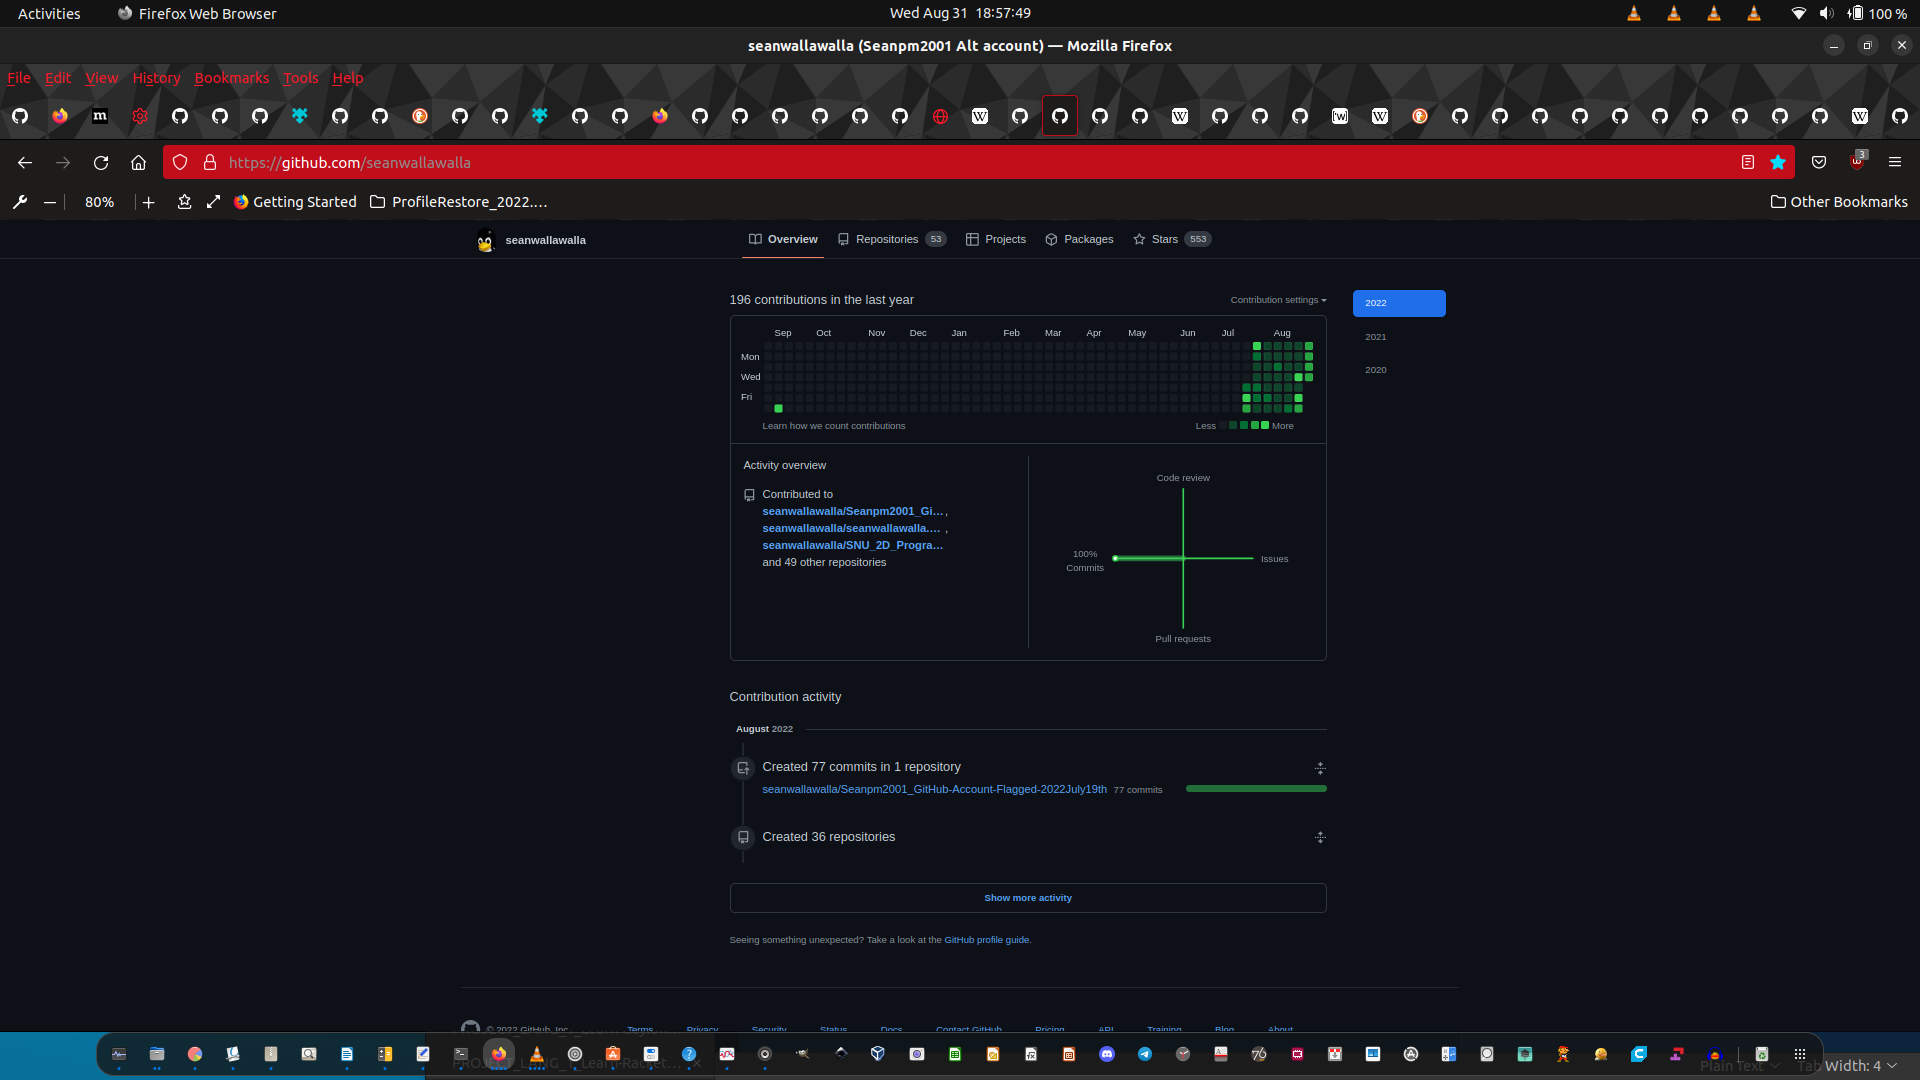 Activities
Firefox Web Browser
Wed Aug 31 18:57:49
100 %
seanwallawalla (Seanpm2001 Alt account) — Mozilla Firefox
File Edit View History Bookmarks Tools Help
https://github.com/seanwallawalla
3
80%
Getting Started
ProfileRestore_2022....
Other Bookmarks
seanwallawalla
Overview
Repositories 53
Projects
Packages
Stars 553
196 contributions in the last year
Contribution settings
2022
2021
2020
Sep Oct Nov Dec Jan Feb Mar Apr May Jun Jul Aug
Mon
Wed
Fri
Learn how we count contributions
Less More
Activity overview
Contributed to
seanwallawalla/Seanpm2001_Gi… ,
seanwallawalla/seanwallawalla.… ,
seanwallawalla/SNU_2D_Progra…
and 49 other repositories
Code review
100%
Commits
Issues
Pull requests
Contribution activity
August 2022
Created 77 commits in 1 repository
seanwallawalla/Seanpm2001_GitHub-Account-Flagged-2022July19th 77 commits
Created 36 repositories
Show more activity
Seeing something unexpected? Take a look at the GitHub profile guide.
© 2022 GitHub, Inc.
Terms Privacy Security Status Docs Contact GitHub Pricing API Training Blog About
Plain Text
Tab Width: 4